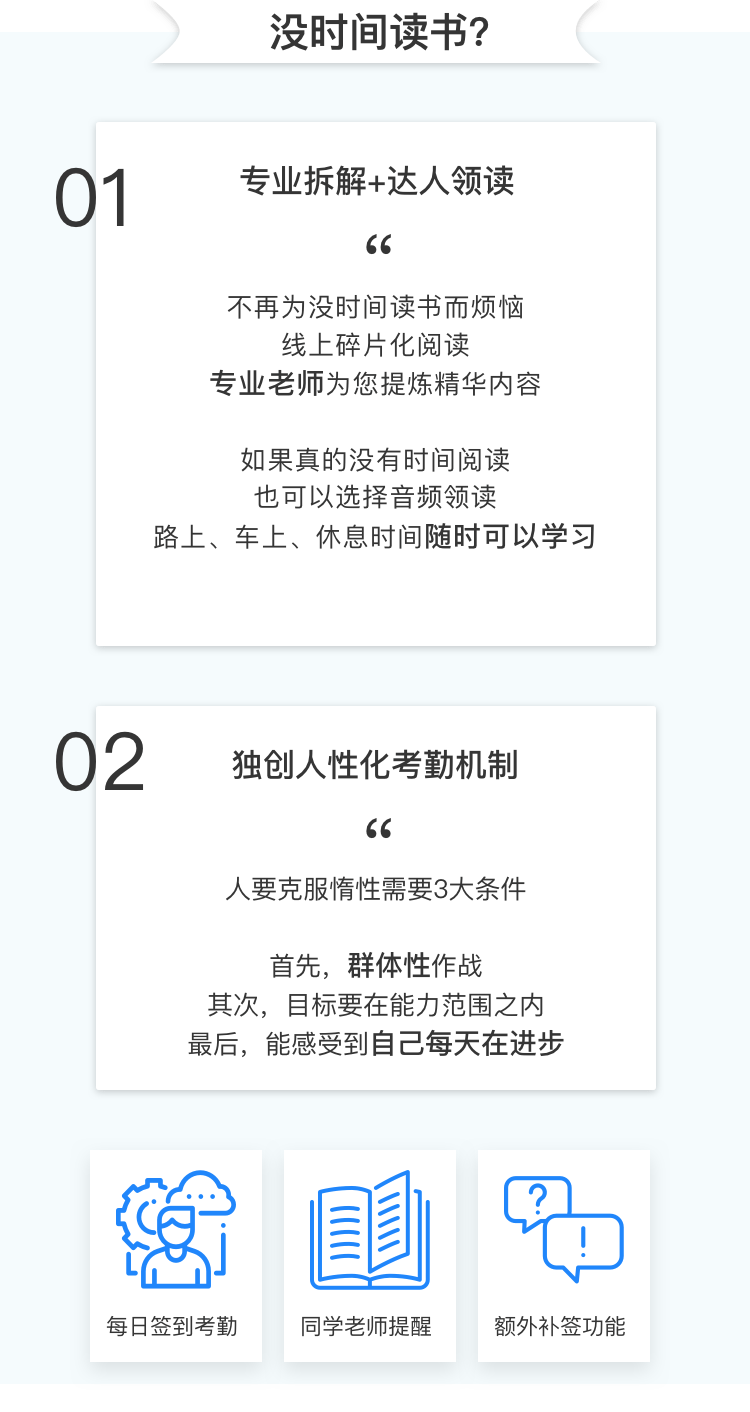 没时间读书?
01
专业拆解+达人领读
“
不再为没时间读书而烦恼
线上碎片化阅读
专业老师为您提炼精华内容
如果真的没有时间阅读
也可以选择音频领读
路上、车上、休息时间随时可以学习
02
独创人性化考勤机制
“
人要克服惰性需要3大条件
首先，群体性作战
其次，目标要在能力范围之内
最后，能感受到自己每天在进步
每日签到考勤
同学老师提醒
额外补签功能